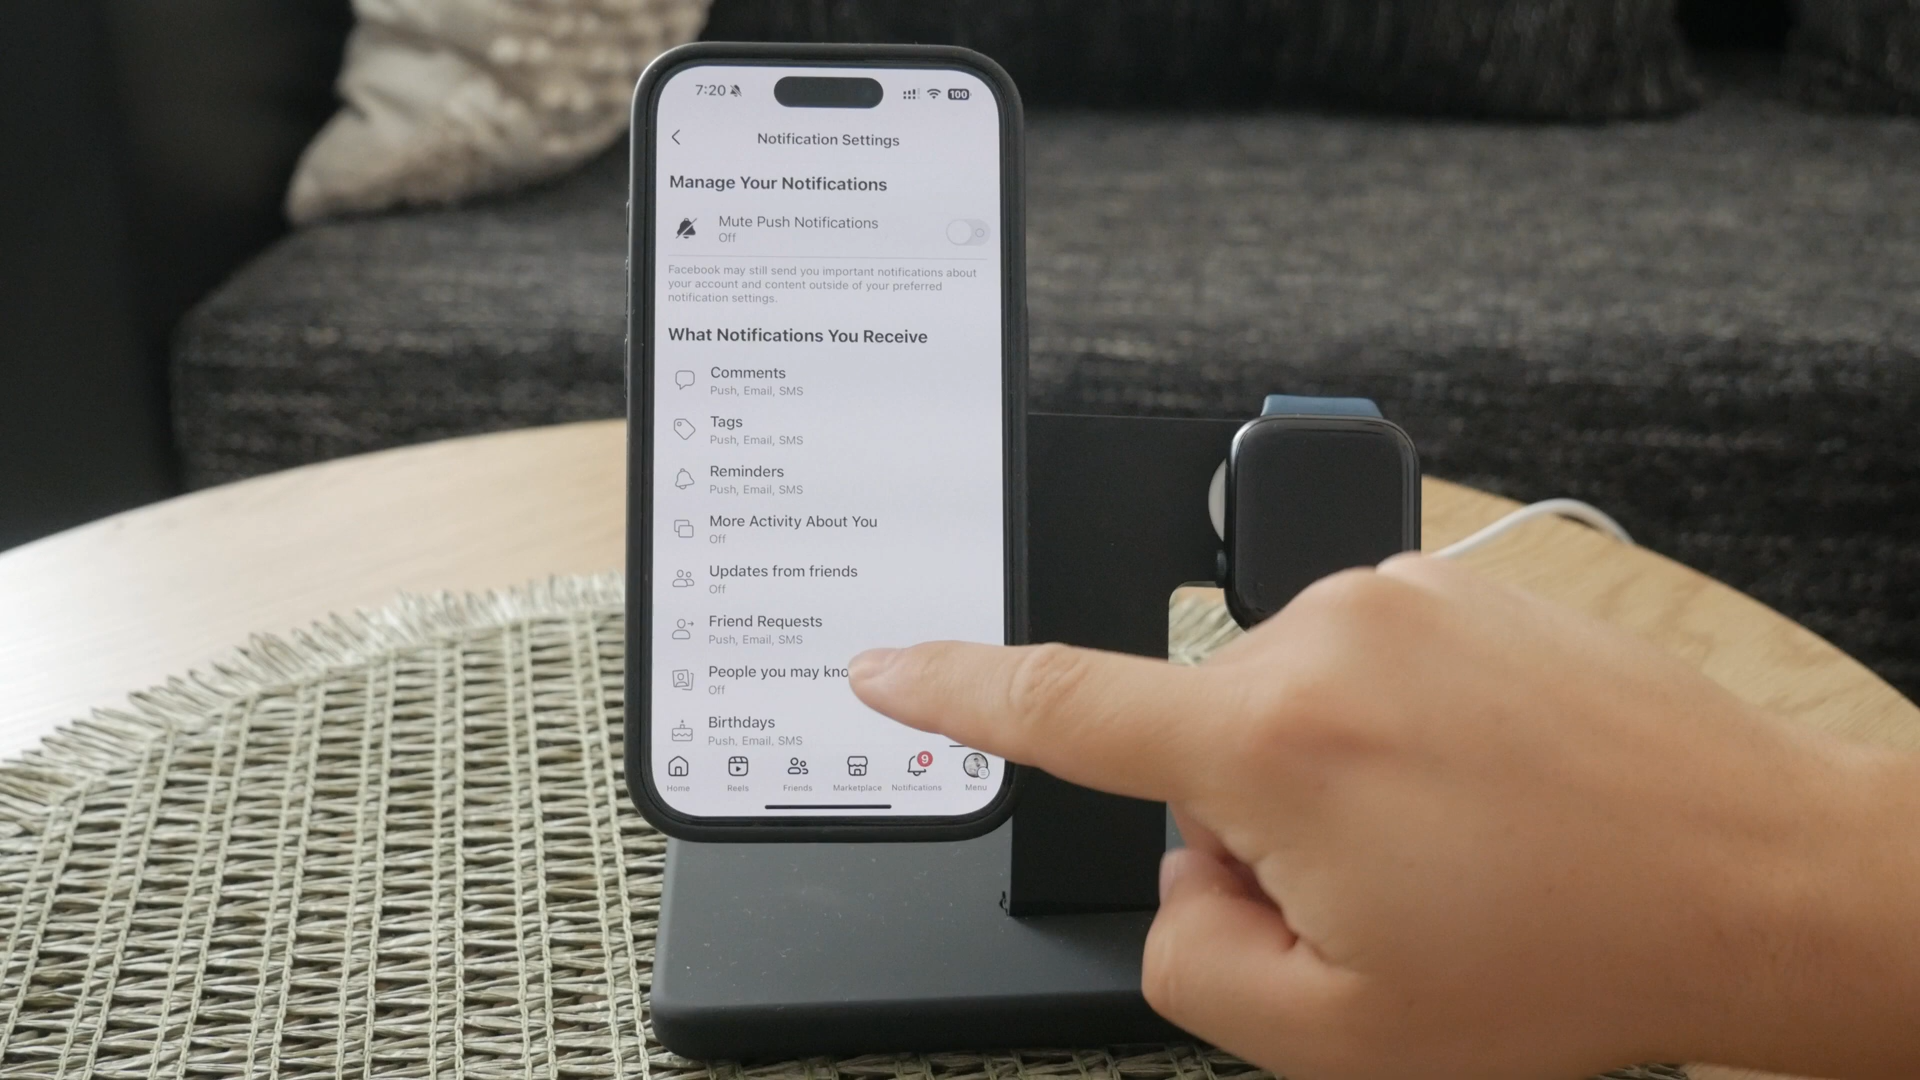 7:20
100
Notification Settings
Manage Your Notifications
Mute Push Notifications
Off
Facebook may still send you important notifications about
your account and content outside of your preferred
notification settings.
What Notifications You Receive
Comments
Push, Email, SMS
Tags
Push, Email, SMS
Reminders
Push, Email, SMS
More Activity About You
Off
Updates from friends
Off
Friend Requests
Push, Email, SMS
People you may kno
Off
Birthdays
Push, Email, SMS
9
Home Reels Friends Marketplace Notifications Menu